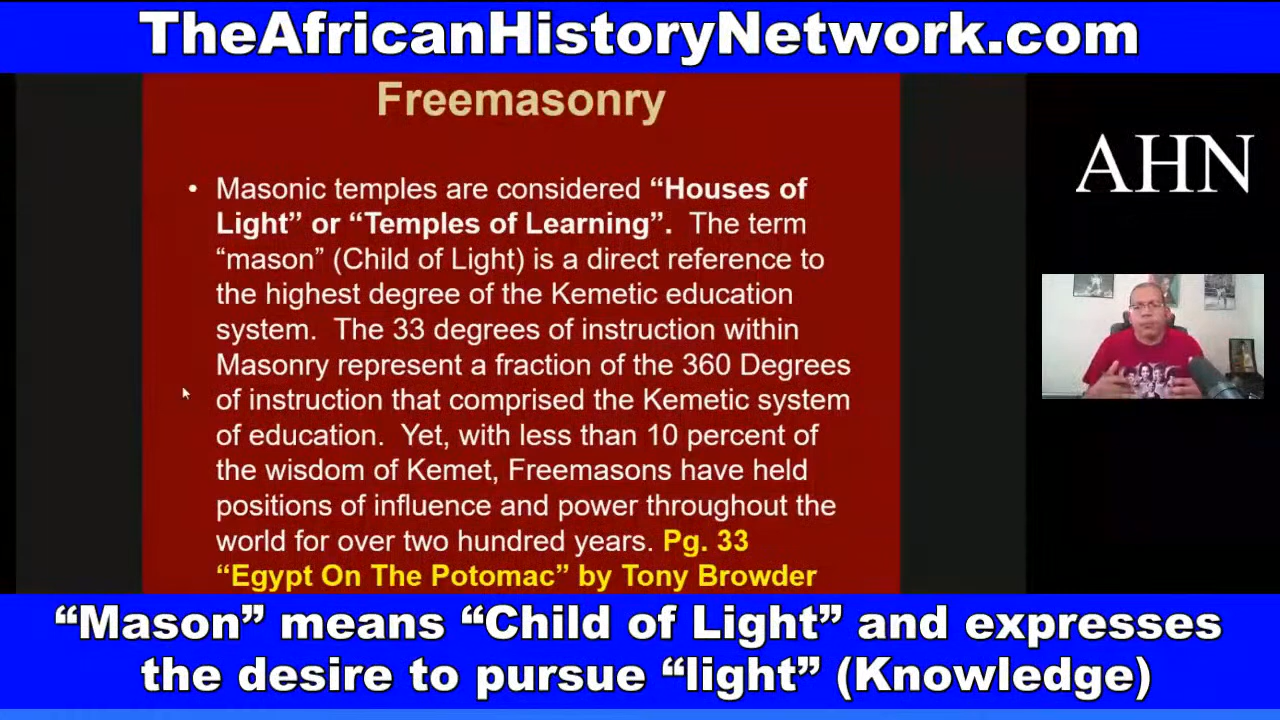 TheAfricanHistoryNetwork.com
Freemasonry
AHN
• Masonic temples are considered “Houses of
Light” or “Temples of Learning”. The term
“mason” (Child of Light) is a direct reference to
the highest degree of the Kemetic education
system. The 33 degrees of instruction within
Masonry represent a fraction of the 360 Degrees
of instruction that comprised the Kemetic system
of education. Yet, with less than 10 percent of
the wisdom of Kemet, Freemasons have held
positions of influence and power throughout the
world for over two hundred years. Pg. 33
“Egypt On The Potomac” by Tony Browder
“Mason” means “Child of Light” and expresses
the desire to pursue “light” (Knowledge)